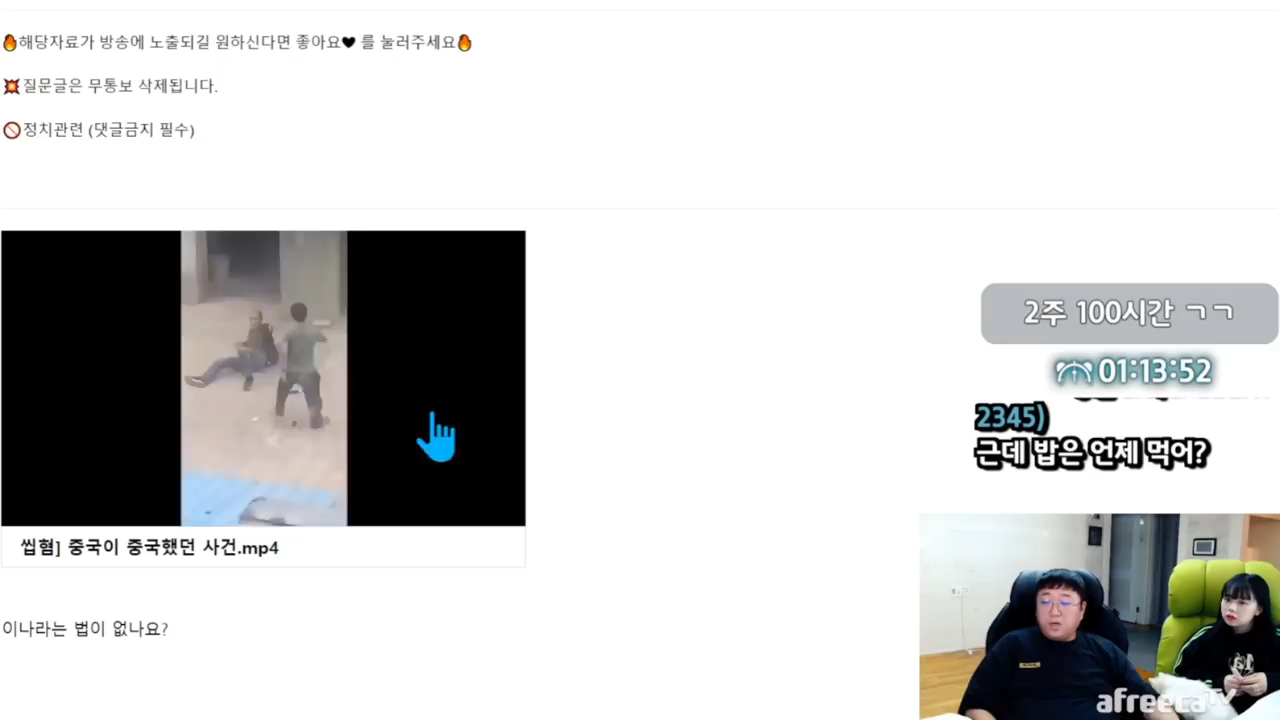 🔥해당자료가 방송에 노출되길 원하신다면 좋아요🖤 를 눌러주세요🔥
💥질문글은 무통보 삭제됩니다.
🚫정치관련 (댓글금지 필수)
2주 100시간 ㄱㄱ
01:13:52
2345)
근데 밥은 언제 먹어?
씹혐] 중국이 중국했던 사건.mp4
이나라는 법이 없나요?
afreecaTV